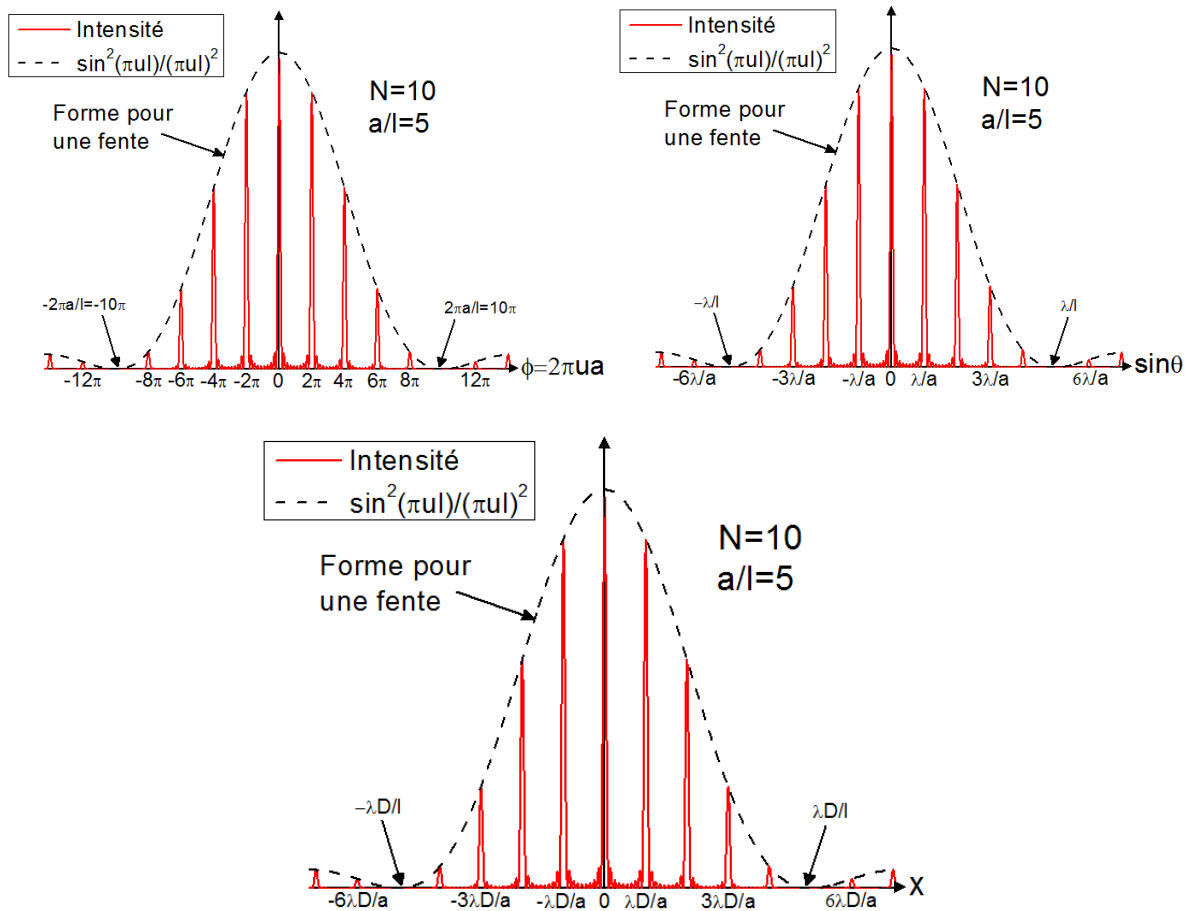 Intensité
sin²(πul)/(πul)²
N=10
a/l=5
Forme pour
une fente
-2πa/l=-10π
2πa/l=10π
-12π -8π -6π -4π -2π 0 2π 4π 6π 8π 12π
ϕ=2πua
Intensité
sin²(πul)/(πul)²
N=10
a/l=5
Forme pour
une fente
−λ/l
λ/l
-6λ/a -3λ/a -λ/a 0 λ/a 3λ/a 6λ/a
sinθ
Intensité
sin²(πul)/(πul)²
N=10
a/l=5
Forme pour
une fente
−λD/l
λD/l
-6λD/a -3λD/a -λD/a 0 λD/a 3λD/a 6λD/a
X